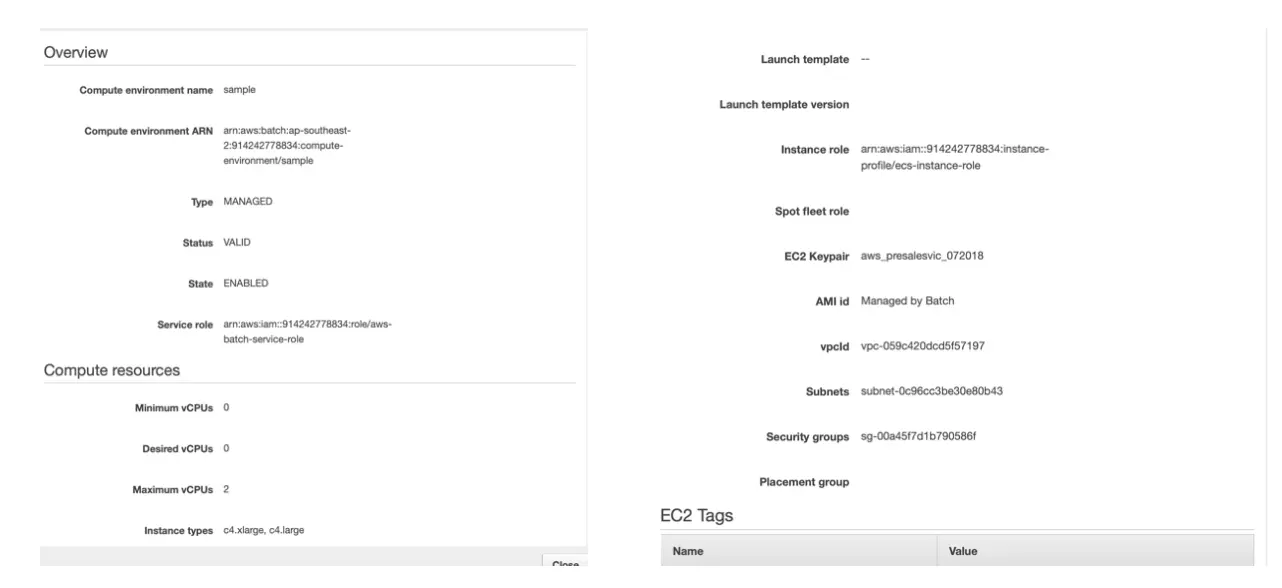 Overview
Compute environment name sample
Compute environment ARN arn:aws:batch:ap-southeast-
2:914242778834:compute-
environment/sample
Type MANAGED
Status VALID
State ENABLED
Service role arn:aws:iam::914242778834:role/aws-
batch-service-role
Compute resources
Minimum vCPUs 0
Desired vCPUs 0
Maximum vCPUs 2
Instance types c4.xlarge, c4.large
Close
Launch template --
Launch template version
Instance role arn:aws:iam::914242778834:instance-
profile/ecs-instance-role
Spot fleet role
EC2 Keypair aws_presalesvic_072018
AMI id Managed by Batch
vpcId vpc-059c420dcd5f57197
Subnets subnet-0c96cc3be30e80b43
Security groups sg-00a45f7d1b790586f
Placement group
EC2 Tags
Name Value